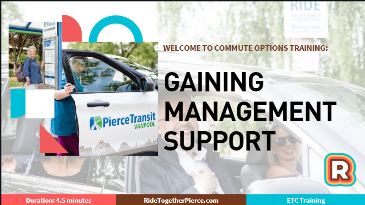 RIDE
WELCOME TO COMMUTE OPTIONS TRAINING:
GAINING
MANAGEMENT
SUPPORT
PierceTransit
VANPOOL
R
Duration: 4.5 minutes
RideTogetherPierce.com
ETC Training